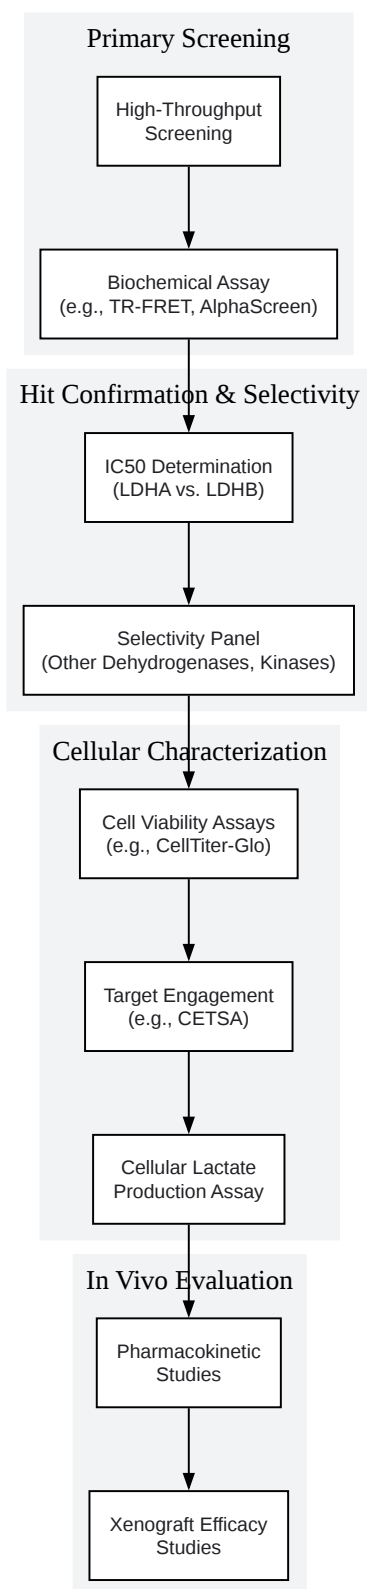 Primary Screening
High-Throughput
Screening
Biochemical Assay
(e.g., TR-FRET, AlphaScreen)
Hit Confirmation & Selectivity
IC50 Determination
(LDHA vs. LDHB)
Selectivity Panel
(Other Dehydrogenases, Kinases)
Cellular Characterization
Cell Viability Assays
(e.g., CellTiter-Glo)
Target Engagement
(e.g., CETSA)
Cellular Lactate
Production Assay
In Vivo Evaluation
Pharmacokinetic
Studies
Xenograft Efficacy
Studies